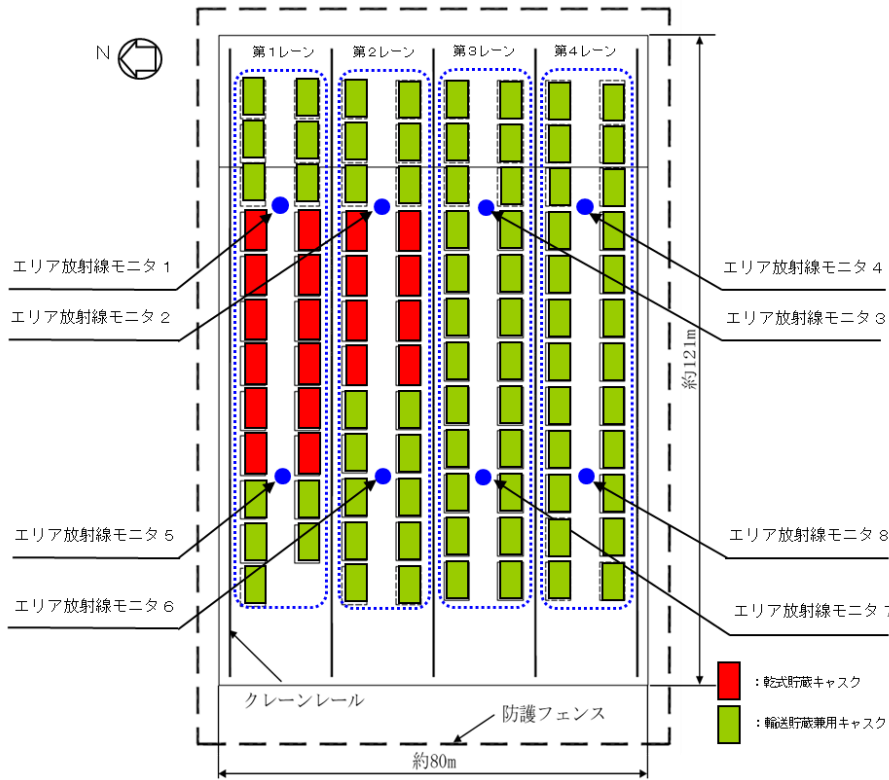 N
第1レーン
第2レーン
第3レーン
第4レーン
エリア放射線モニタ1
エリア放射線モニタ2
エリア放射線モニタ4
エリア放射線モニタ3
約121m
エリア放射線モニタ5
エリア放射線モニタ6
エリア放射線モニタ8
エリア放射線モニタ7
クレーンレール
防護フェンス
約80m
：乾式貯蔵キャスク
：輸送貯蔵兼用キャスク